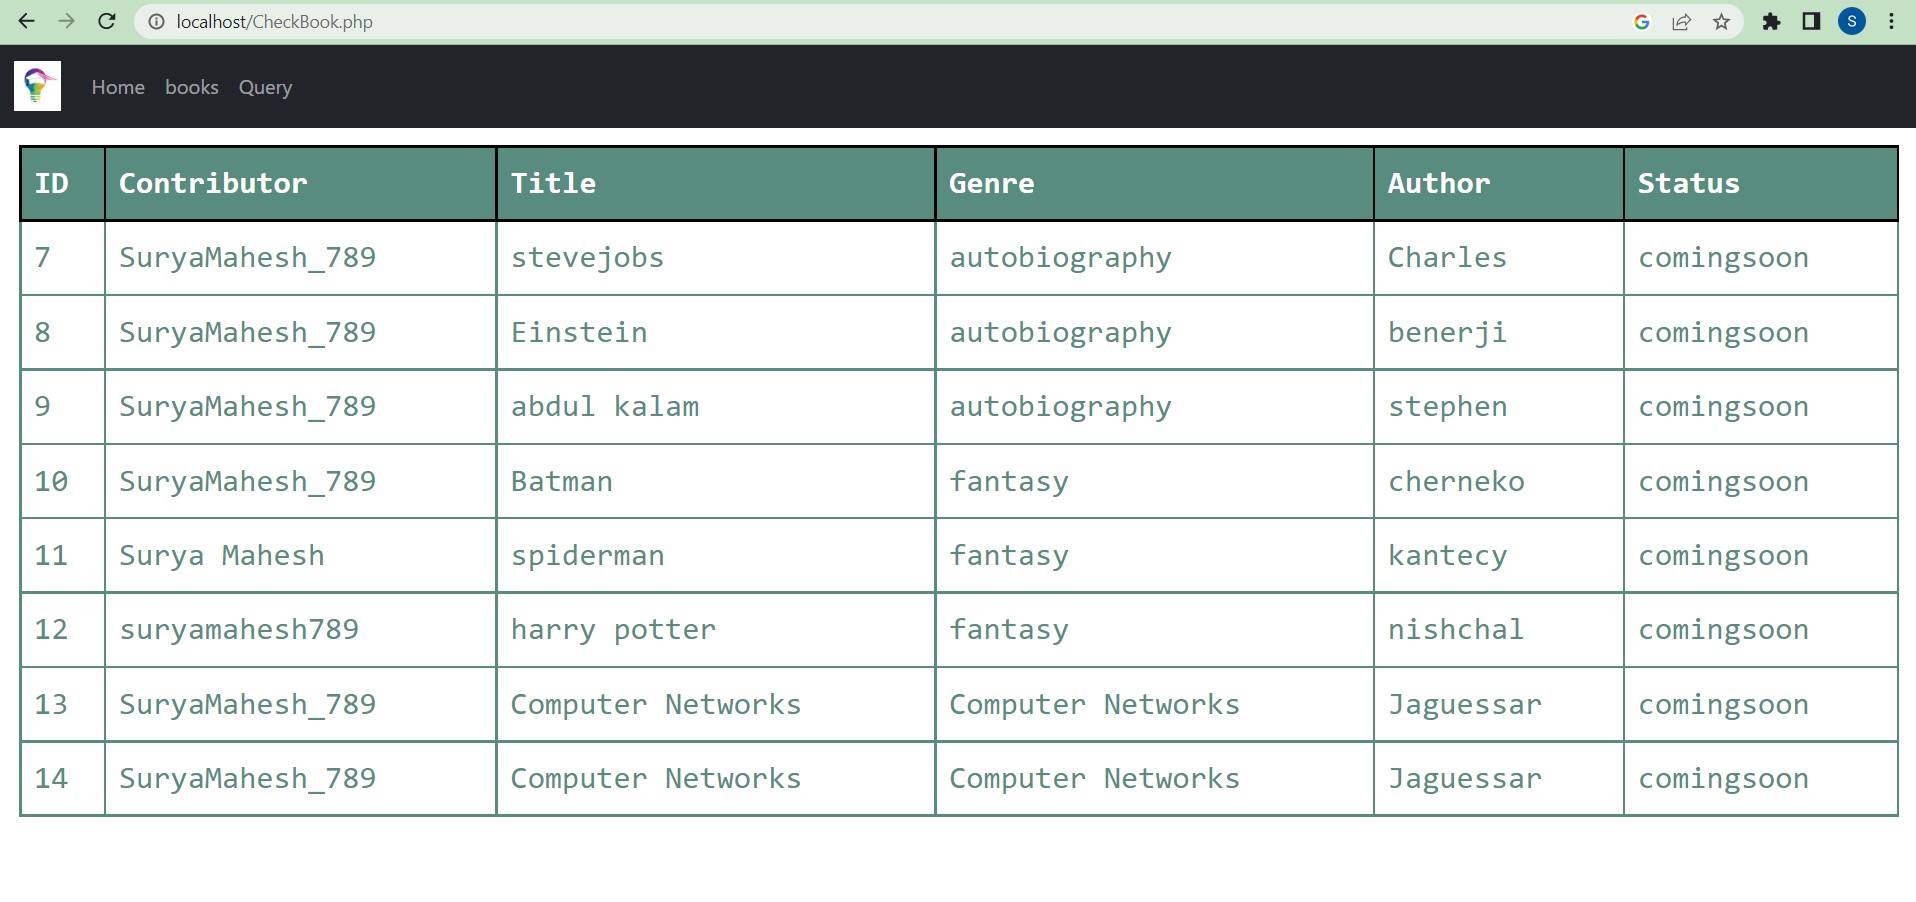 localhost/CheckBook.php
S
Home books Query
ID Contributor Title Genre Author Status
7 SuryaMahesh_789 stevejobs autobiography Charles comingsoon
8 SuryaMahesh_789 Einstein autobiography benerji comingsoon
9 SuryaMahesh_789 abdul kalam autobiography stephen comingsoon
10 SuryaMahesh_789 Batman fantasy cherneko comingsoon
11 Surya Mahesh spiderman fantasy kantecy comingsoon
12 suryamahesh789 harry potter fantasy nishchal comingsoon
13 SuryaMahesh_789 Computer Networks Computer Networks Jaguessar comingsoon
14 SuryaMahesh_789 Computer Networks Computer Networks Jaguessar comingsoon